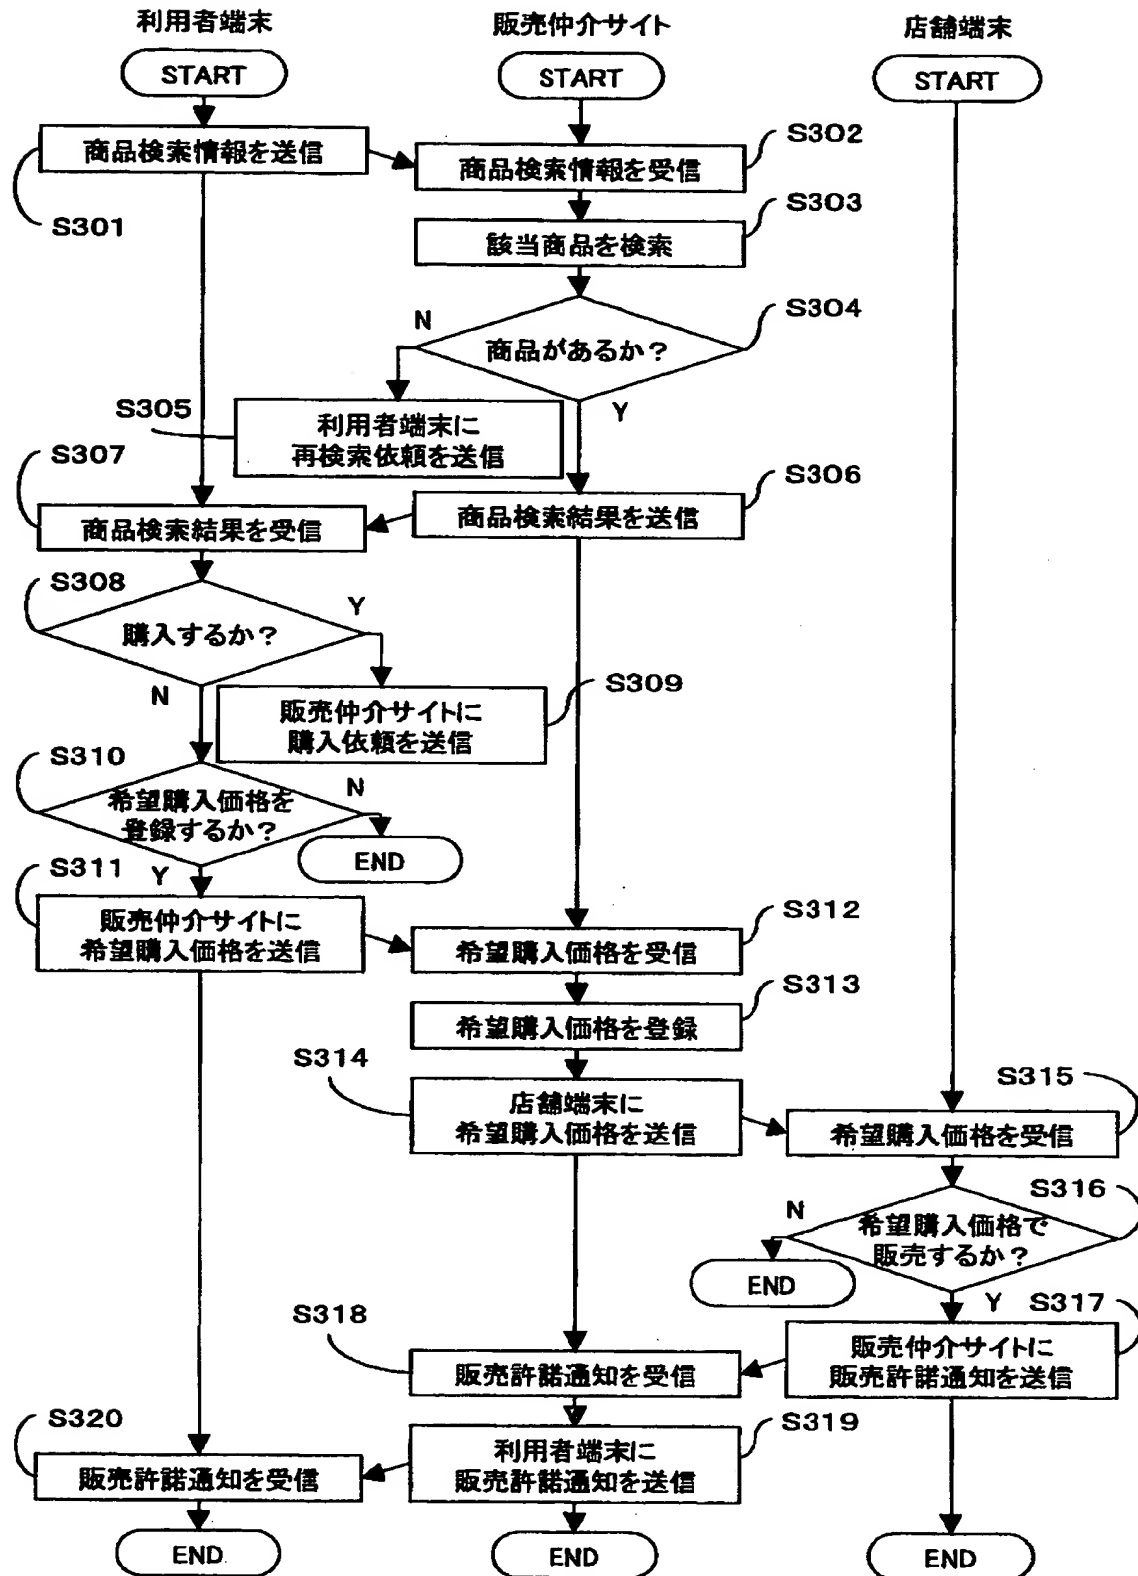 利用者端末
販売仲介サイト
店舗端末
START
START
START
商品検索情報を送信
S301
S302
商品検索情報を受信
S303
該当商品を検索
S304
N
商品があるか?
Y
S305
利用者端末に
再検索依頼を送信
S306
商品検索結果を送信
S307
商品検索結果を受信
S308
購入するか?
Y
N
S309
販売仲介サイトに
購入依頼を送信
S310
希望購入価格を
登録するか?
N
END
Y
S311
販売仲介サイトに
希望購入価格を送信
S312
希望購入価格を受信
S313
希望購入価格を登録
S314
店舗端末に
希望購入価格を送信
S315
希望購入価格を受信
S316
N
希望購入価格で
販売するか?
END
Y
S317
販売仲介サイトに
販売許諾通知を送信
S318
販売許諾通知を受信
S319
利用者端末に
販売許諾通知を送信
S320
販売許諾通知を受信
END
END
END